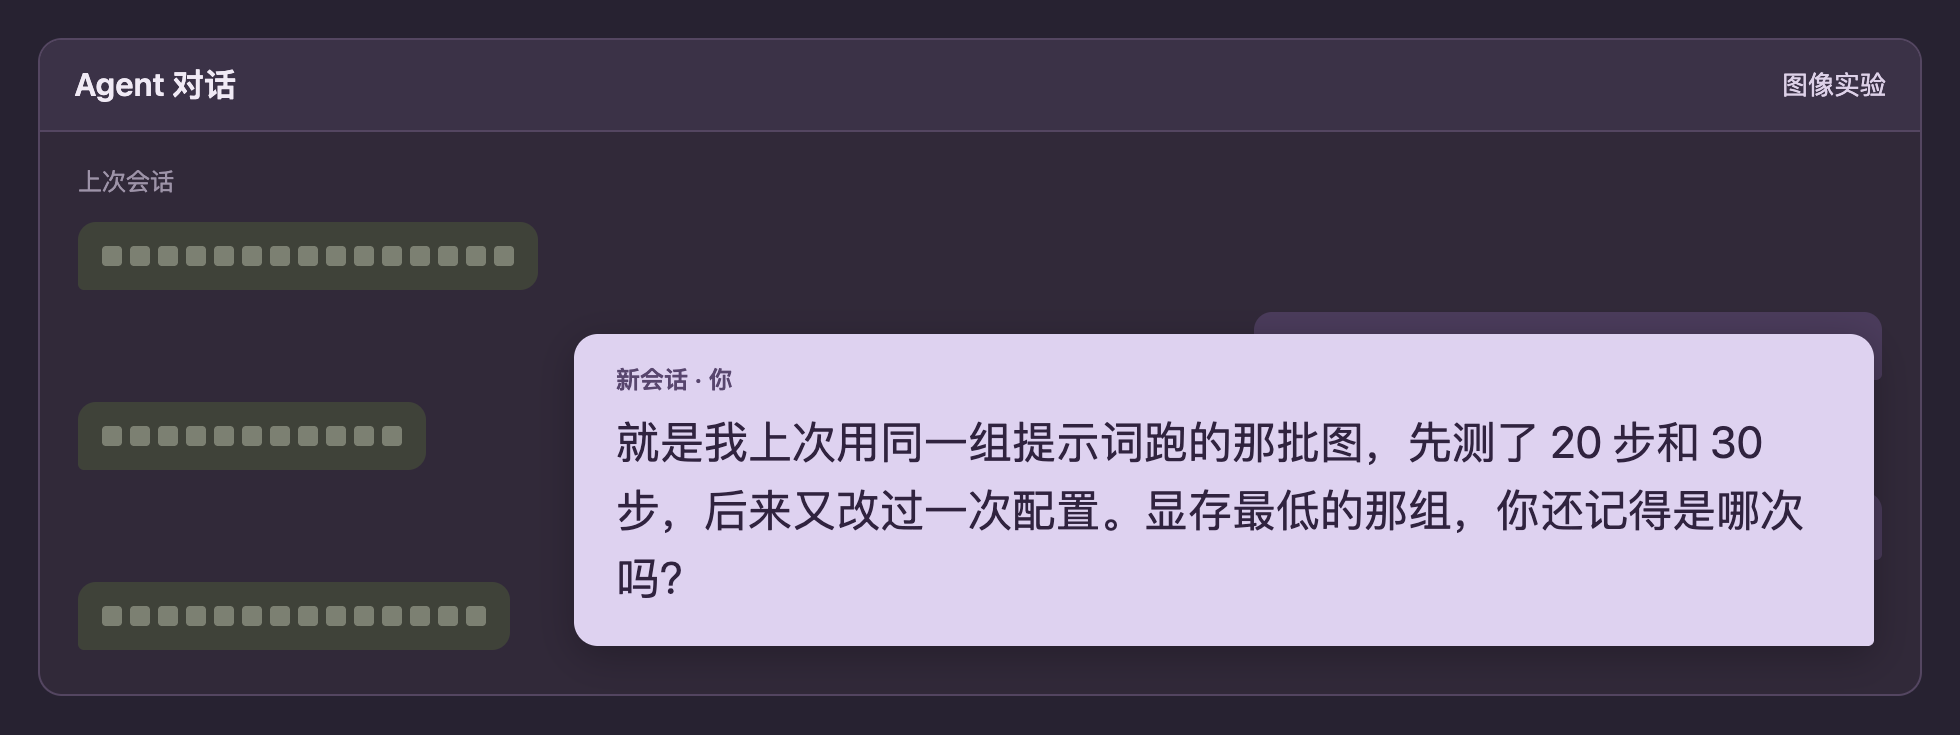 Agent 对话
图像实验
上次会话
新会话 · 你
就是我上次用同一组提示词跑的那批图，先测了 20 步和 30
步，后来又改过一次配置。显存最低的那组，你还记得是哪次
吗？